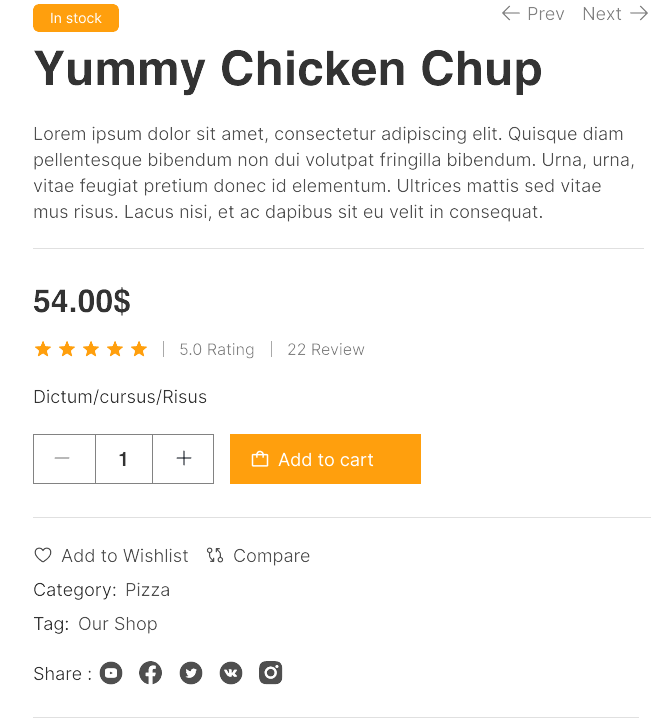 In stock
Prev Next
Yummy Chicken Chup
Lorem ipsum dolor sit amet, consectetur adipiscing elit. Quisque diam
pellentesque bibendum non dui volutpat fringilla bibendum. Urna, urna,
vitae feugiat pretium donec id elementum. Ultrices mattis sed vitae
mus risus. Lacus nisi, et ac dapibus sit eu velit in consequat.
54.00$
5.0 Rating | 22 Review
Dictum/cursus/Risus
1 Add to cart
Add to Wishlist Compare
Category: Pizza
Tag: Our Shop
Share :